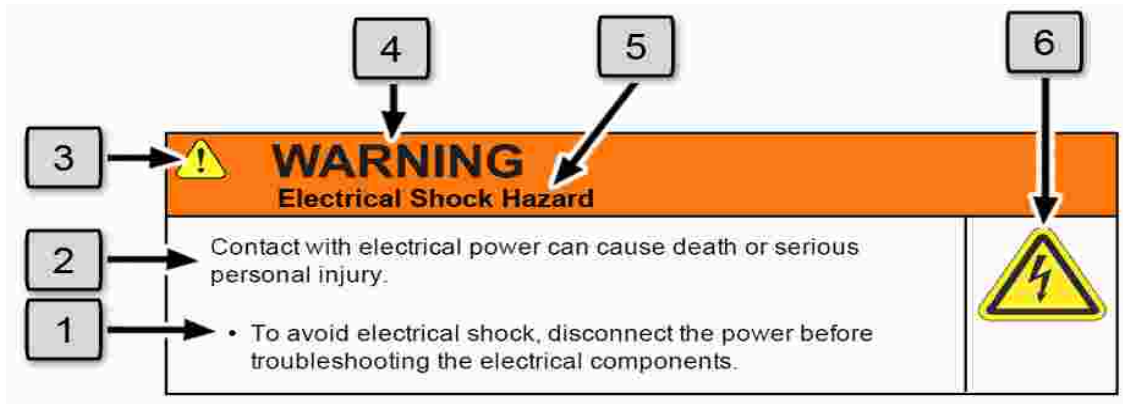 4
5
6
3
WARNING
Electrical Shock Hazard
2
Contact with electrical power can cause death or serious
personal injury.
1
• To avoid electrical shock, disconnect the power before
troubleshooting the electrical components.